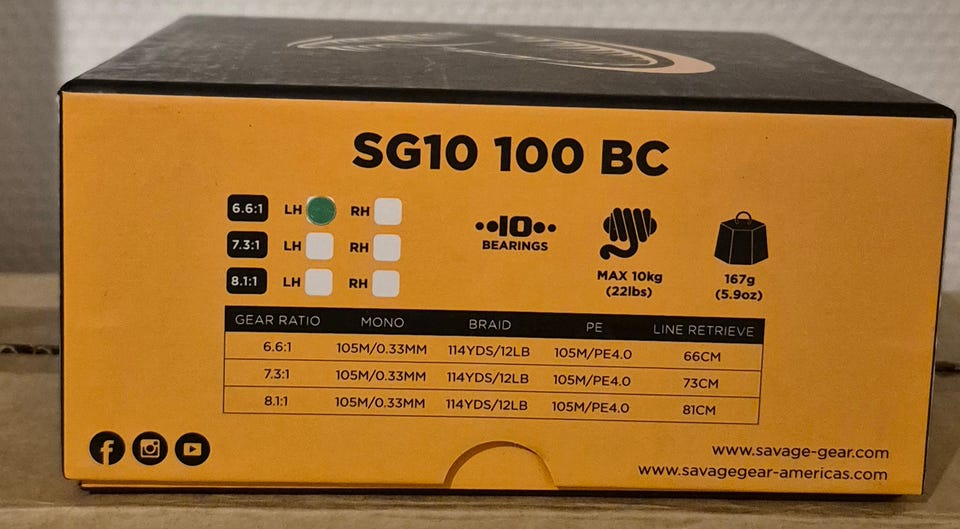 SG10 100 BC
6.6:1 LH RH
7.3:1 LH RH
8.1:1 LH RH
••10••
BEARINGS
MAX 10kg
(22lbs)
167g
(5.9oz)
GEAR RATIO MONO BRAID PE LINE RETRIEVE
6.6:1 105M/0.33MM 114YDS/12LB 105M/PE4.0 66CM
7.3:1 105M/0.33MM 114YDS/12LB 105M/PE4.0 73CM
8.1:1 105M/0.33MM 114YDS/12LB 105M/PE4.0 81CM
www.savage-gear.com
www.savagegear-americas.com